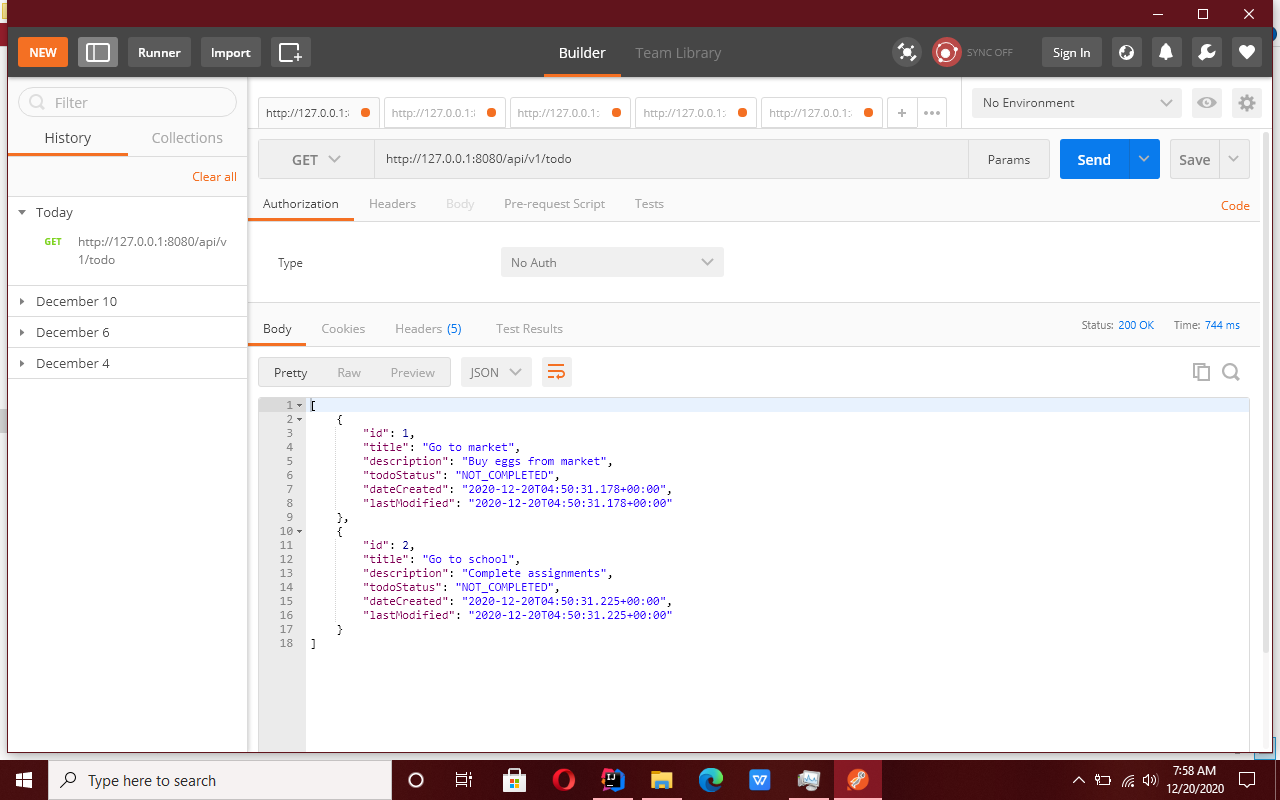 NEW
Runner
Import
Builder
Team Library
SYNC OFF
Sign In
Filter
History
Collections
Clear all
Today
GET
http://127.0.0.1:8080/api/v
1/todo
December 10
December 6
December 4
http://127.0.0.1:
http://127.0.0.1:
http://127.0.0.1:
http://127.0.0.1:
http://127.0.0.1:
No Environment
GET
http://127.0.0.1:8080/api/v1/todo
Params
Send
Save
Authorization
Headers
Body
Pre-request Script
Tests
Code
Type
No Auth
Body
Cookies
Headers (5)
Test Results
Status: 200 OK
Time: 744 ms
Pretty
Raw
Preview
JSON
1 [
2 {
3 "id": 1,
4 "title": "Go to market",
5 "description": "Buy eggs from market",
6 "todoStatus": "NOT_COMPLETED",
7 "dateCreated": "2020-12-20T04:50:31.178+00:00",
8 "lastModified": "2020-12-20T04:50:31.178+00:00"
9 },
10 {
11 "id": 2,
12 "title": "Go to school",
13 "description": "Complete assignments",
14 "todoStatus": "NOT_COMPLETED",
15 "dateCreated": "2020-12-20T04:50:31.225+00:00",
16 "lastModified": "2020-12-20T04:50:31.225+00:00"
17 }
18 ]
Type here to search
7:58 AM
12/20/2020